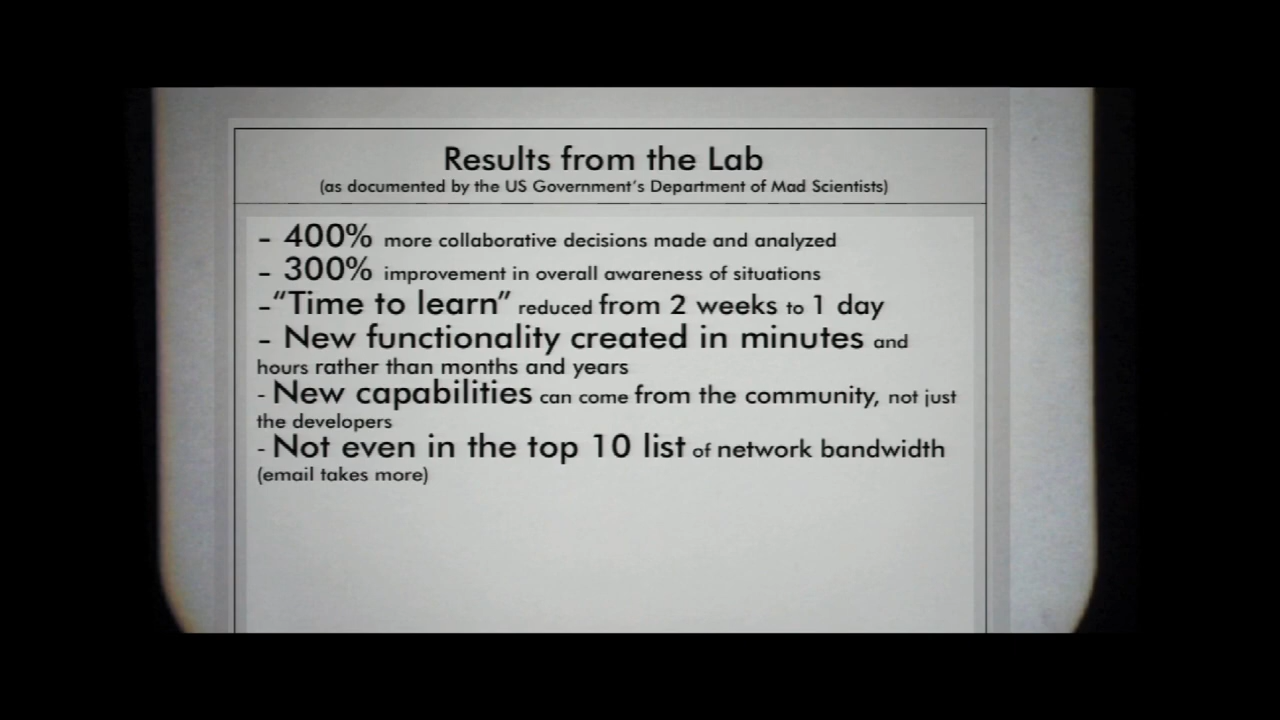 Results from the Lab
(as documented by the US Government's Department of Mad Scientists)
- 400% more collaborative decisions made and analyzed
- 300% improvement in overall awareness of situations
-"Time to learn" reduced from 2 weeks to 1 day
- New functionality created in minutes and
hours rather than months and years
- New capabilities can come from the community, not just
the developers
- Not even in the top 10 list of network bandwidth
(email takes more)